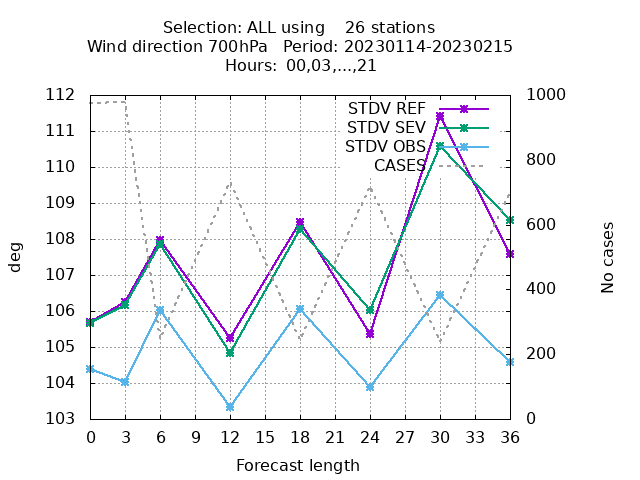 Selection: ALL using    26 stations
Wind direction 700hPa   Period: 20230114-20230215
Hours: 00,03,...,21
112
111
110
109
108
107
106
105
104
103
deg
1000
800
600
400
200
0
No cases
STDV REF
STDV SEV
STDV OBS
CASES
0 3 6 9 12 15 18 21 24 27 30 33 36
Forecast length